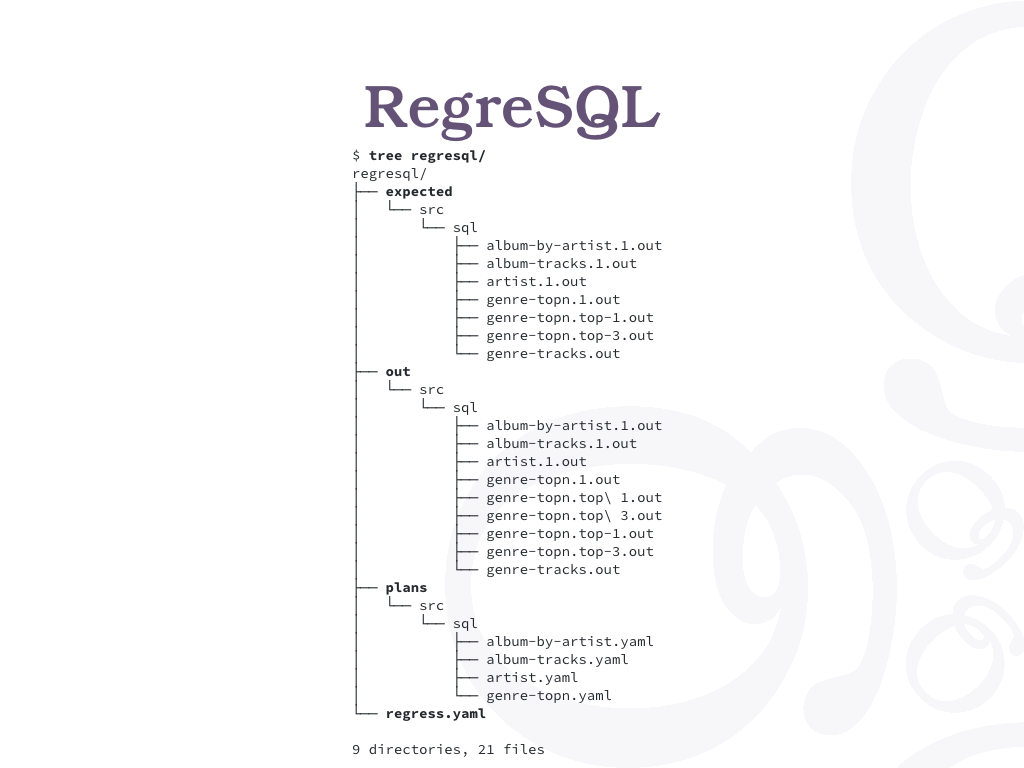 RegreSQL
$ tree regresql/
regresql/
├── expected
│   └── src
│       └── sql
│           ├── album-by-artist.1.out
│           ├── album-tracks.1.out
│           ├── artist.1.out
│           ├── genre-topn.1.out
│           ├── genre-topn.top-1.out
│           ├── genre-topn.top-3.out
│           └── genre-tracks.out
├── out
│   └── src
│       └── sql
│           ├── album-by-artist.1.out
│           ├── album-tracks.1.out
│           ├── artist.1.out
│           ├── genre-topn.1.out
│           ├── genre-topn.top\ 1.out
│           ├── genre-topn.top\ 3.out
│           ├── genre-topn.top-1.out
│           ├── genre-topn.top-3.out
│           └── genre-tracks.out
├── plans
│   └── src
│       └── sql
│           ├── album-by-artist.yaml
│           ├── album-tracks.yaml
│           ├── artist.yaml
│           └── genre-topn.yaml
└── regress.yaml
9 directories, 21 files